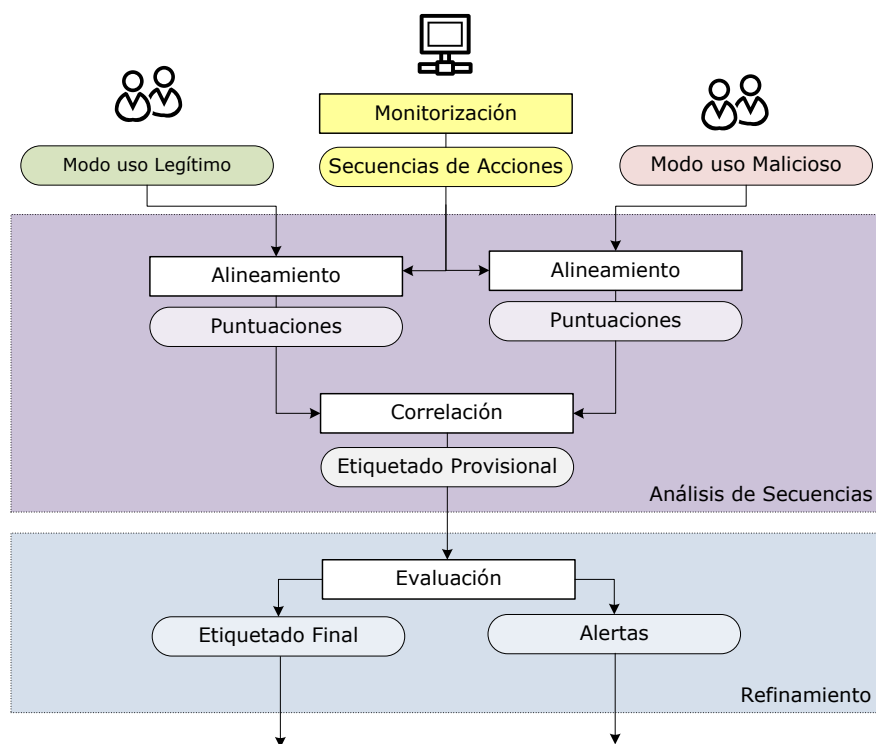 Monitorización
Modo uso Legítimo
Secuencias de Acciones
Modo uso Malicioso
Alineamiento
Alineamiento
Puntuaciones
Puntuaciones
Correlación
Etiquetado Provisional
Análisis de Secuencias
Evaluación
Etiquetado Final
Alertas
Refinamiento